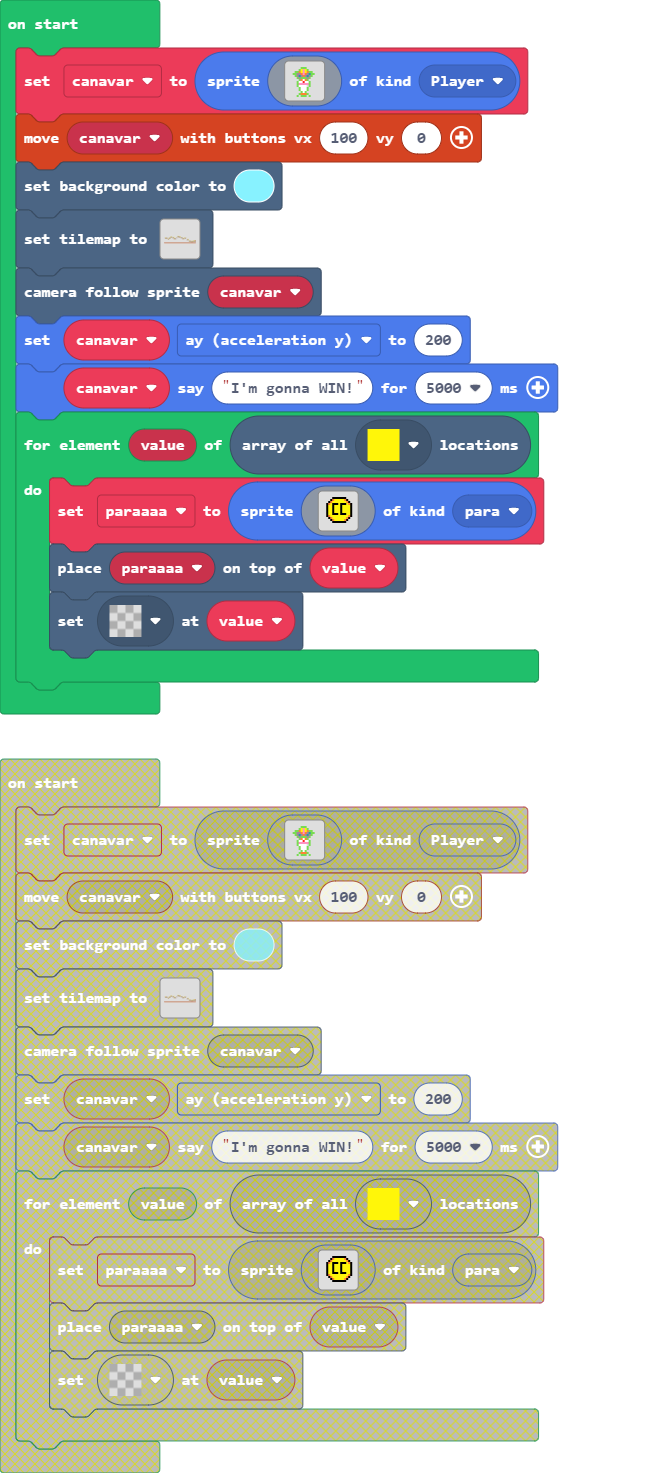 on start
set canavar to sprite of kind Player
move canavar with buttons vx 100 vy 0
set background color to
set tilemap to
camera follow sprite canavar
set canavar ay (acceleration y) to 200
canavar say "I'm gonna WIN!" for 5000 ms
for element value of array of all locations
do
set paraaaa to sprite CC of kind para
place paraaaa on top of value
set at value
on start
set canavar to sprite of kind Player
move canavar with buttons vx 100 vy 0
set background color to
set tilemap to
camera follow sprite canavar
set canavar ay (acceleration y) to 200
canavar say "I'm gonna WIN!" for 5000 ms
for element value of array of all locations
do
set paraaaa to sprite CC of kind para
place paraaaa on top of value
set at value